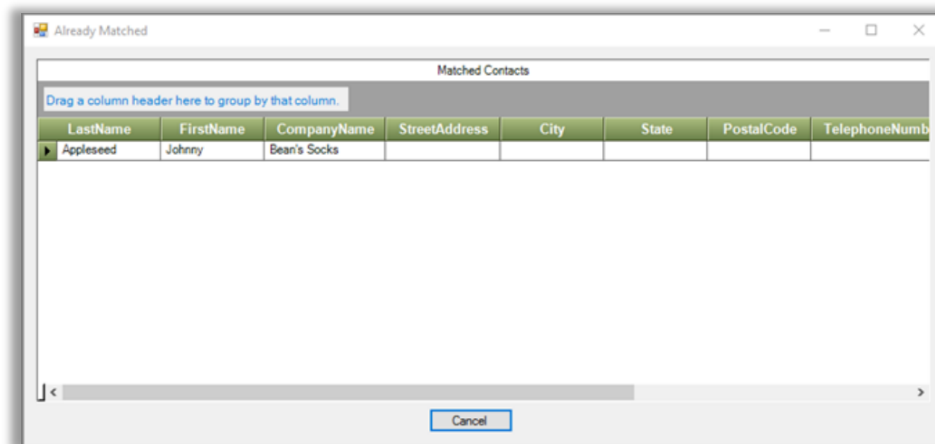 Already Matched
Matched Contacts
Drag a column header here to group by that column.
LastName FirstName CompanyName StreetAddress City State PostalCode TelephoneNumb
Appleseed Johnny Bean's Socks
Cancel